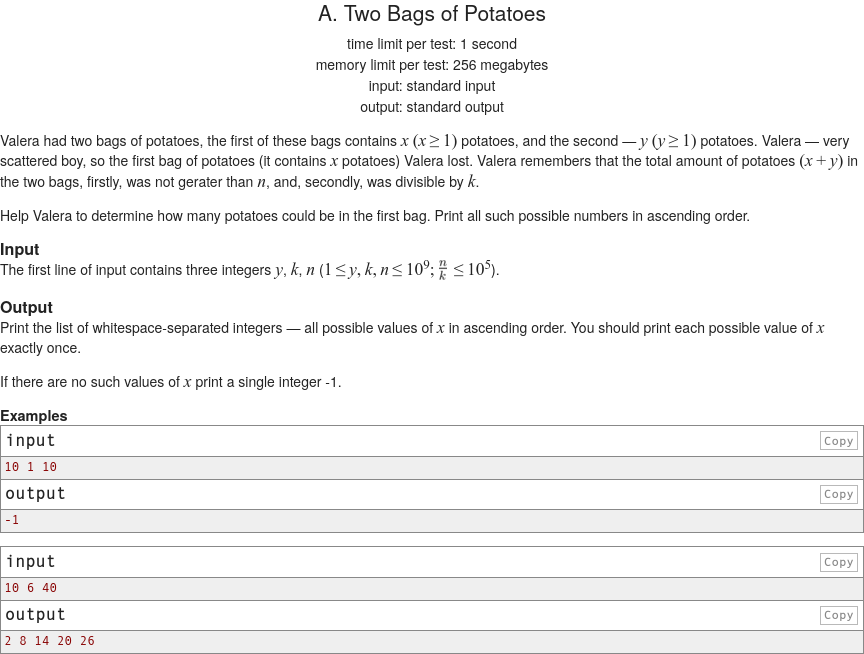 A. Two Bags of Potatoes
time limit per test: 1 second
memory limit per test: 256 megabytes
input: standard input
output: standard output
Valera had two bags of potatoes, the first of these bags contains x (x ≥ 1) potatoes, and the second — y (y ≥ 1) potatoes. Valera — very
scattered boy, so the first bag of potatoes (it contains x potatoes) Valera lost. Valera remembers that the total amount of potatoes (x + y) in
the two bags, firstly, was not gerater than n, and, secondly, was divisible by k.
Help Valera to determine how many potatoes could be in the first bag. Print all such possible numbers in ascending order.
Input
The first line of input contains three integers y, k, n (1 ≤ y, k, n ≤ 10^9; n/k ≤ 10^5).
Output
Print the list of whitespace-separated integers — all possible values of x in ascending order. You should print each possible value of x
exactly once.
If there are no such values of x print a single integer -1.
Examples
input Copy
10 1 10
output Copy
-1
input Copy
10 6 40
output Copy
2 8 14 20 26